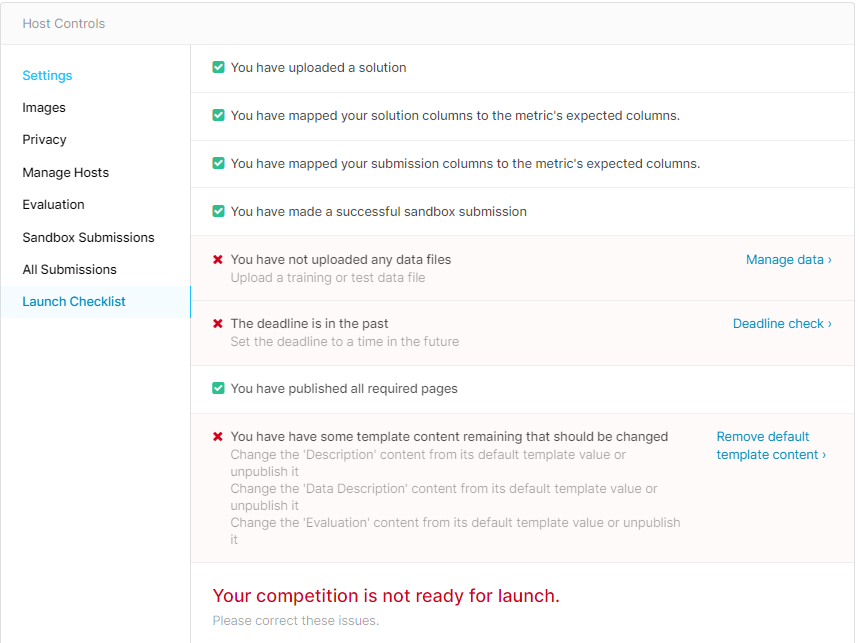 Host Controls
Settings
Images
Privacy
Manage Hosts
Evaluation
Sandbox Submissions
All Submissions
Launch Checklist
You have uploaded a solution
You have mapped your solution columns to the metric's expected columns.
You have mapped your submission columns to the metric's expected columns.
You have made a successful sandbox submission
You have not uploaded any data files
Upload a training or test data file
Manage data ›
The deadline is in the past
Set the deadline to a time in the future
Deadline check ›
You have published all required pages
You have have some template content remaining that should be changed
Change the 'Description' content from its default template value or
unpublish it
Change the 'Data Description' content from its default template value or
unpublish it
Change the 'Evaluation' content from its default template value or unpublish
it
Remove default
template content ›
Your competition is not ready for launch.
Please correct these issues.